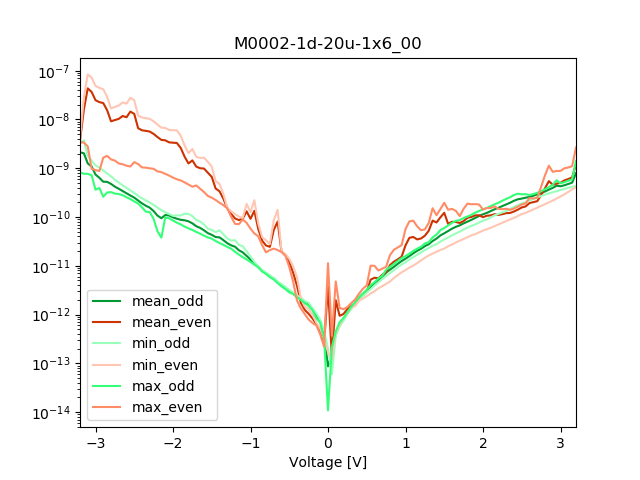 M0002-1d-20u-1x6_00
10⁻⁷
10⁻⁸
10⁻⁹
10⁻¹⁰
10⁻¹¹
10⁻¹²
10⁻¹³
10⁻¹⁴
mean_odd
mean_even
min_odd
min_even
max_odd
max_even
−3 −2 −1 0 1 2 3
Voltage [V]